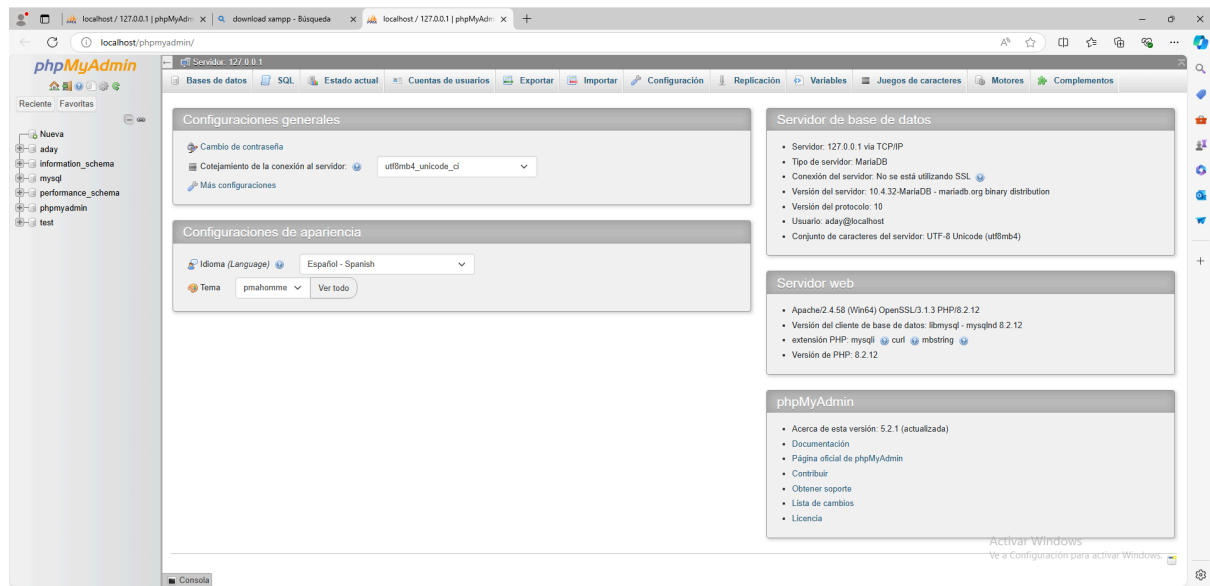 localhost / 127.0.0.1 | phpMyAdm
download xampp - Búsqueda
localhost / 127.0.0.1 | phpMyAdm
localhost/phpmyadmin/
phpMyAdmin
Reciente Favoritas
Nueva
aday
information_schema
mysql
performance_schema
phpmyadmin
test
Servidor: 127.0.0.1
Bases de datos SQL Estado actual Cuentas de usuarios Exportar Importar Configuración Replicación Variables Juegos de caracteres Motores Complementos
Configuraciones generales
Cambio de contraseña
Cotejamiento de la conexión al servidor: utf8mb4_unicode_ci
Más configuraciones
Configuraciones de apariencia
Idioma (Language) Español - Spanish
Tema pmahomme Ver todo
Servidor de base de datos
• Servidor: 127.0.0.1 via TCP/IP
• Tipo de servidor: MariaDB
• Conexión del servidor: No se está utilizando SSL
• Versión del servidor: 10.4.32-MariaDB - mariadb.org binary distribution
• Versión del protocolo: 10
• Usuario: aday@localhost
• Conjunto de caracteres del servidor: UTF-8 Unicode (utf8mb4)
Servidor web
• Apache/2.4.58 (Win64) OpenSSL/3.1.3 PHP/8.2.12
• Versión del cliente de base de datos: libmysql - mysqlnd 8.2.12
• extensión PHP: mysqli curl mbstring
• Versión de PHP: 8.2.12
phpMyAdmin
• Acerca de esta versión: 5.2.1 (actualizada)
• Documentación
• Página oficial de phpMyAdmin
• Contribuir
• Obtener soporte
• Lista de cambios
• Licencia
Activar Windows
Ve a Configuración para activar Windows.
Consola